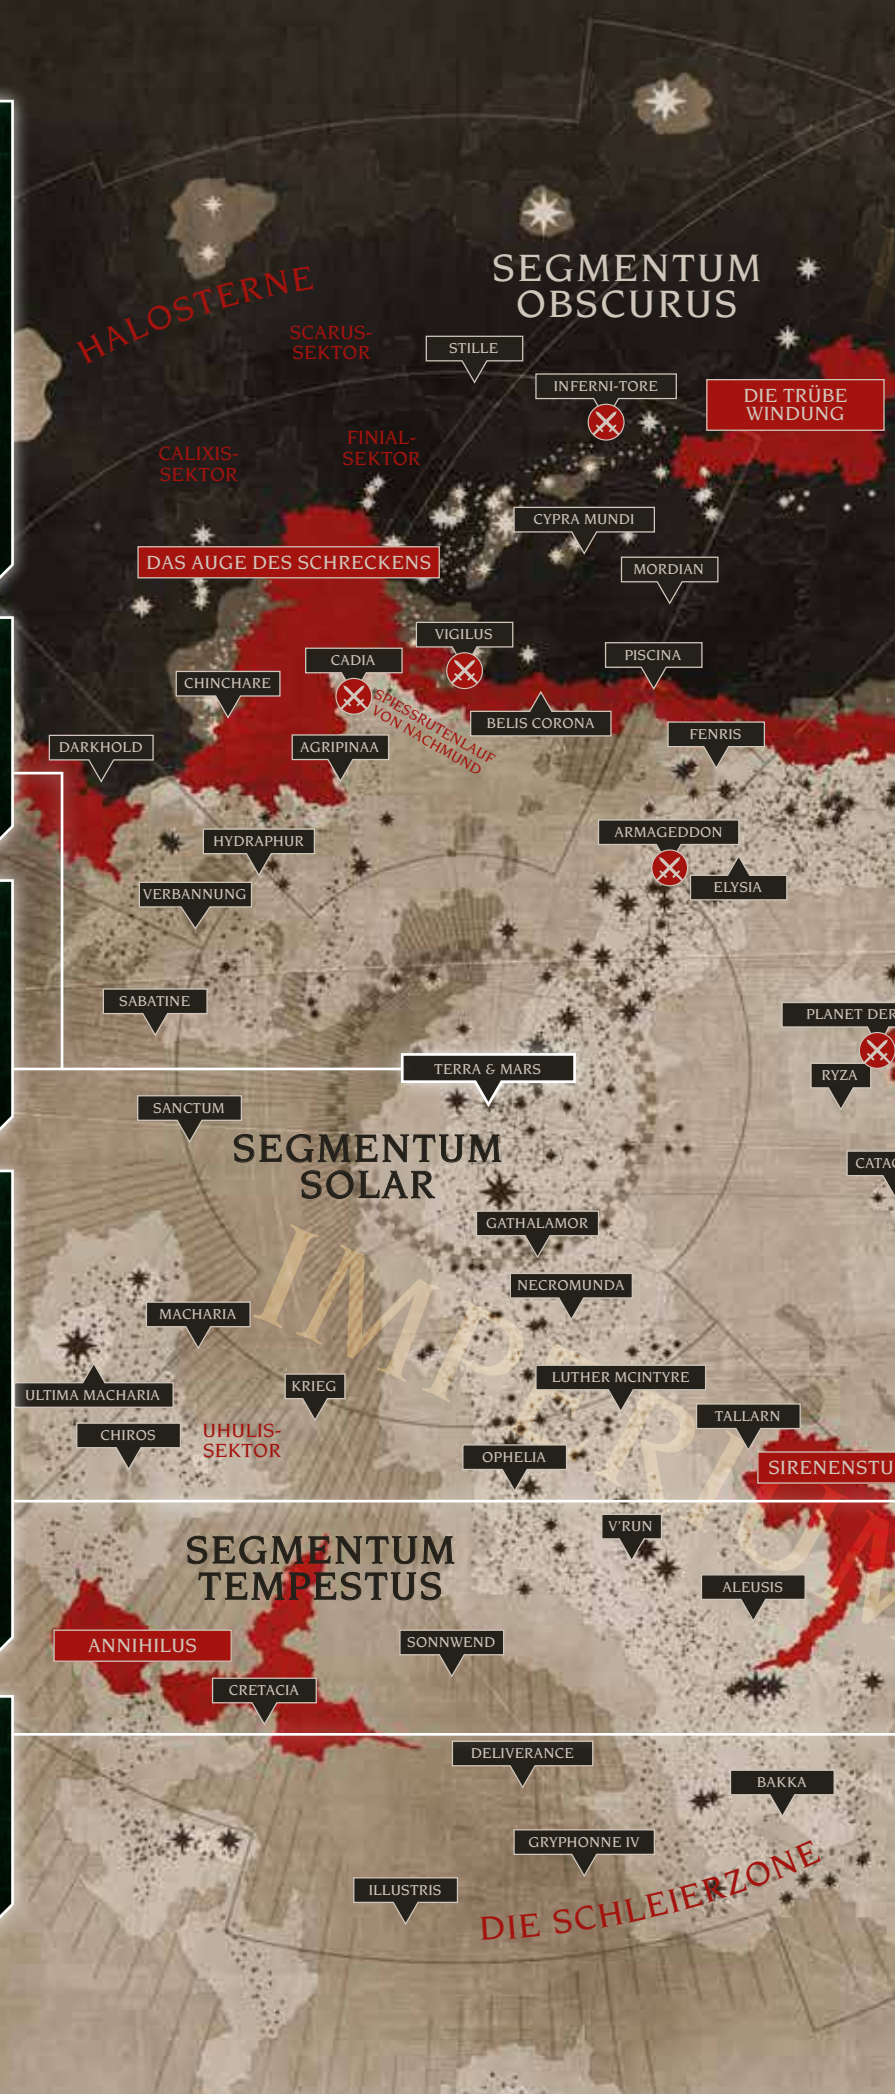 SEGMENTUM
OBSCURUS
HALOSTERNE
SCARUS-
SEKTOR
STILLE
INFERNI-TORE
DIE TRÜBE
WINDUNG
FINIAL-
SEKTOR
CALIXIS-
SEKTOR
CYPRA MUNDI
DAS AUGE DES SCHRECKENS
MORDIAN
VIGILUS
CADIA
PISCINA
CHINCHARE
SPIESSRUTENLAUF
VON NACHMUND
BELIS CORONA
FENRIS
DARKHOLD
AGRIPINAA
ARMAGEDDON
HYDRAPHUR
ELYSIA
VERBANNUNG
SABATINE
PLANET DER
TERRA & MARS
RYZA
SANCTUM
SEGMENTUM
SOLAR
CATAC
GATHALAMOR
NECROMUNDA
IMPERIUM
MACHARIA
LUTHER MCINTYRE
KRIEG
ULTIMA MACHARIA
TALLARN
CHIROS
UHULIS-
SEKTOR
OPHELIA
SIRENENSTU
V'RUN
SEGMENTUM
TEMPESTUS
ALEUSIS
ANNIHILUS
SONNWEND
CRETACIA
DELIVERANCE
BAKKA
GRYPHONNE IV
ILLUSTRIS
DIE SCHLEIERZONE